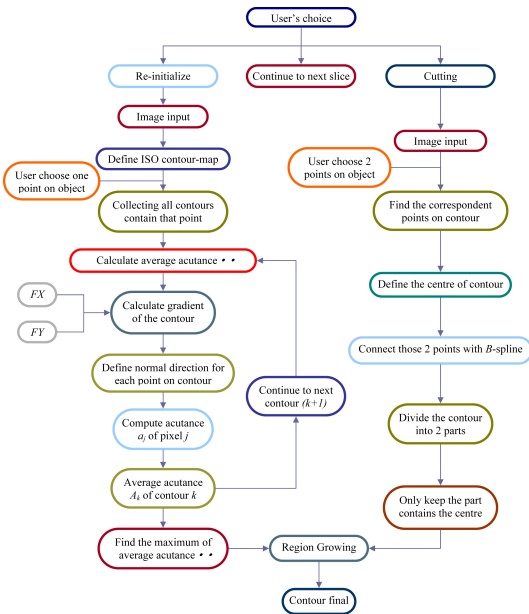 User's choice
Re-initialize
Continue to next slice
Cutting
Image input
Image input
Define ISO contour-map
User choose one
point on object
User choose 2
points on object
Collecting all contours
contain that point
Find the correspondent
points on contour
Calculate average acutance • •
Define the centre of contour
FX
FY
Calculate gradient
of the contour
Connect those 2 points with B-spline
Define normal direction for
each point on contour
Continue to next
contour (k+1)
Compute acutance
aj of pixel j
Divide the contour
into 2 parts
Average acutance
Ak of contour k
Only keep the part
contains the centre
Find the maximum of
average acutance • •
Region Growing
Contour final